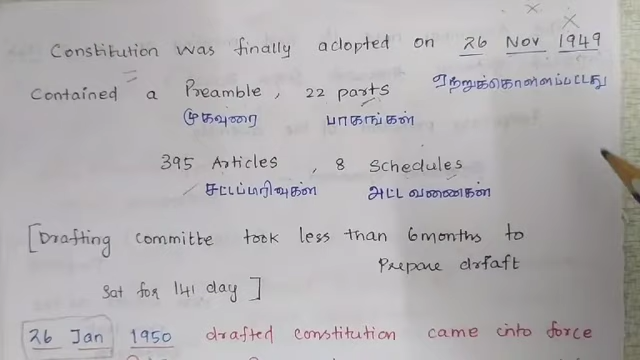 Constitution was finally adopted on 26 Nov 1949
Contained a Preamble, 22 parts ஏற்றுக்கொள்ளப்பட்டது
முகவுரை பாகங்கள்
395 Articles, 8 Schedules
சட்டப்பிரிவுகள் அட்டவணைகள்
[Drafting committe took less than 6 months to
Prepare drfaft
Sat for 141 day]
26 Jan 1950 drafted constitution came into force